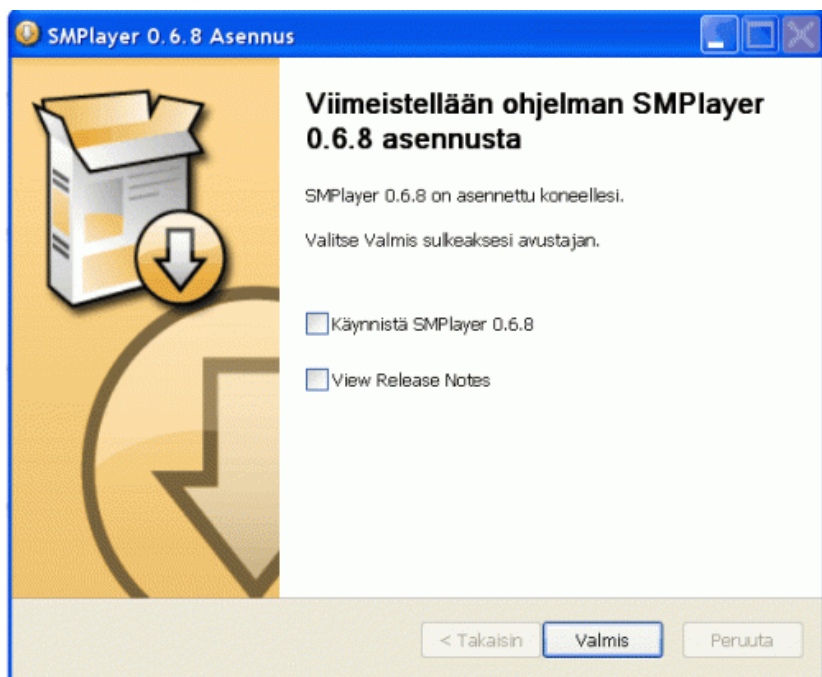 SMPlayer 0.6.8 Asennus
Viimeistellään ohjelman SMPlayer
0.6.8 asennusta
SMPlayer 0.6.8 on asennettu koneellesi.
Valitse Valmis sulkeaksesi avustajan.
Käynnistä SMPlayer 0.6.8
View Release Notes
< Takaisin
Valmis
Peruuta